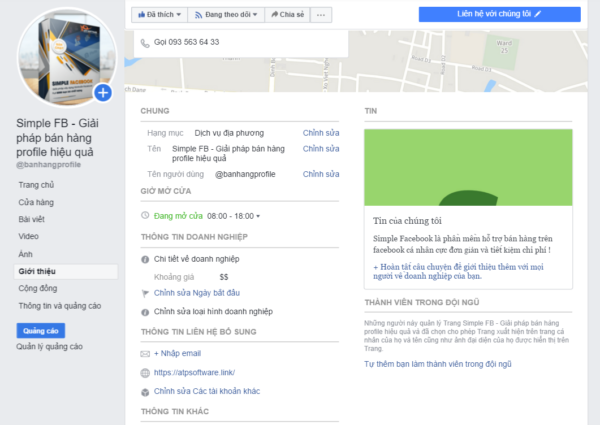 SIMPLE FACEBOOK
Simple FB - Giải
pháp bán hàng
profile hiệu quả
@banhangprofile
Trang chủ
Cửa hàng
Bài viết
Video
Ảnh
Giới thiệu
Cộng đồng
Thông tin và quảng cáo
Quảng cáo
Quản lý quảng cáo
Đã thích
Đang theo dõi
Chia sẻ
Liên hệ với chúng tôi
Gọi 093 563 64 33
Ward
25
Road D2
CHUNG
Hạng mục Dịch vụ địa phương Chỉnh sửa
Tên Simple FB - Giải pháp bán hàng Chỉnh sửa
profile hiệu quả
Tên người dùng @banhangprofile Chỉnh sửa
GIỜ MỞ CỬA
Đang mở cửa 08:00 - 18:00
THÔNG TIN DOANH NGHIỆP
Chi tiết về doanh nghiệp
Khoảng giá $$
Chỉnh sửa Ngày bắt đầu
Chỉnh sửa loại hình doanh nghiệp
THÔNG TIN LIÊN HỆ BỔ SUNG
+ Nhập email
https://atpsoftware.link/
Chỉnh sửa Các tài khoản khác
THÔNG TIN KHÁC
TIN
Tin của chúng tôi
Simple Facebook là phần mềm hỗ trợ bán hàng trên
facebook cá nhân cực đơn giản và tiết kiệm chi phí !
+ Hoàn tất câu chuyện để giới thiệu thêm với mọi
người về doanh nghiệp của bạn.
THÀNH VIÊN TRONG ĐỘI NGŨ
Những người này quản lý Trang Simple FB - Giải pháp bán hàng
profile hiệu quả và đã chọn cho phép Trang xuất hiện trên trang cá
nhân của họ và tên cũng như ảnh đại diện của họ được hiển thị trên
Trang.
Tự thêm bạn làm thành viên trong đội ngũ